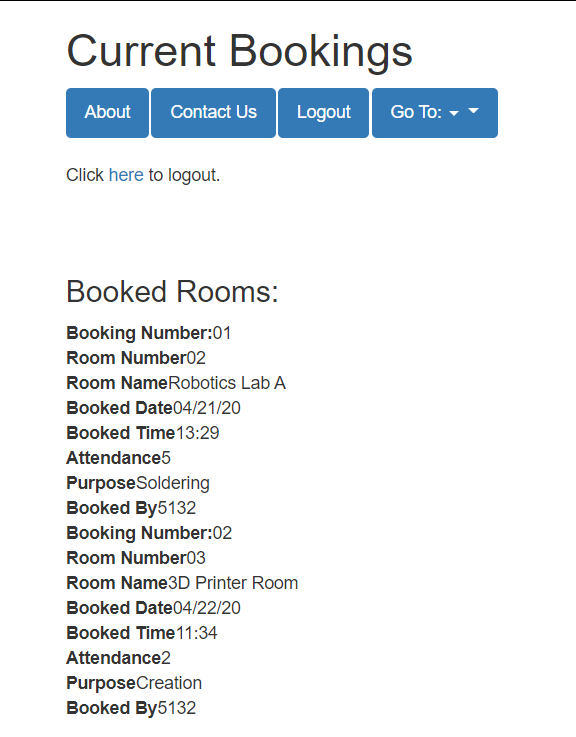 Current Bookings
About Contact Us Logout Go To:
Click here to logout.
Booked Rooms:
Booking Number:01
Room Number02
Room NameRobotics Lab A
Booked Date04/21/20
Booked Time13:29
Attendance5
PurposeSoldering
Booked By5132
Booking Number:02
Room Number03
Room Name3D Printer Room
Booked Date04/22/20
Booked Time11:34
Attendance2
PurposeCreation
Booked By5132